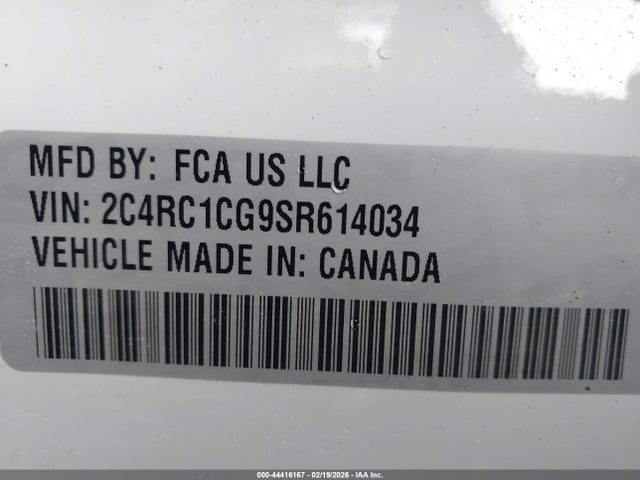 MFD BY: FCA US LLC
VIN: 2C4RC1CG9SR614034
VEHICLE MADE IN: CANADA
000-44416167 - 02/19/2026 - IAA Inc.